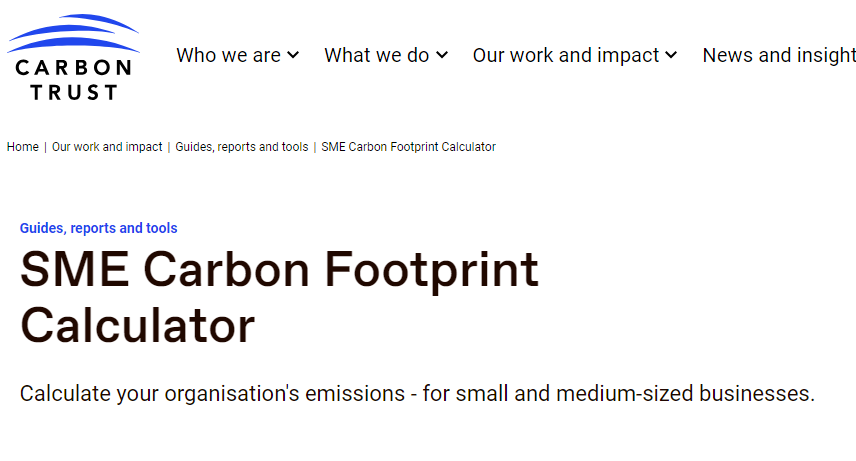 CARBON
TRUST
Who we are What we do Our work and impact News and insight
Home | Our work and impact | Guides, reports and tools | SME Carbon Footprint Calculator
Guides, reports and tools
SME Carbon Footprint
Calculator
Calculate your organisation's emissions - for small and medium-sized businesses.